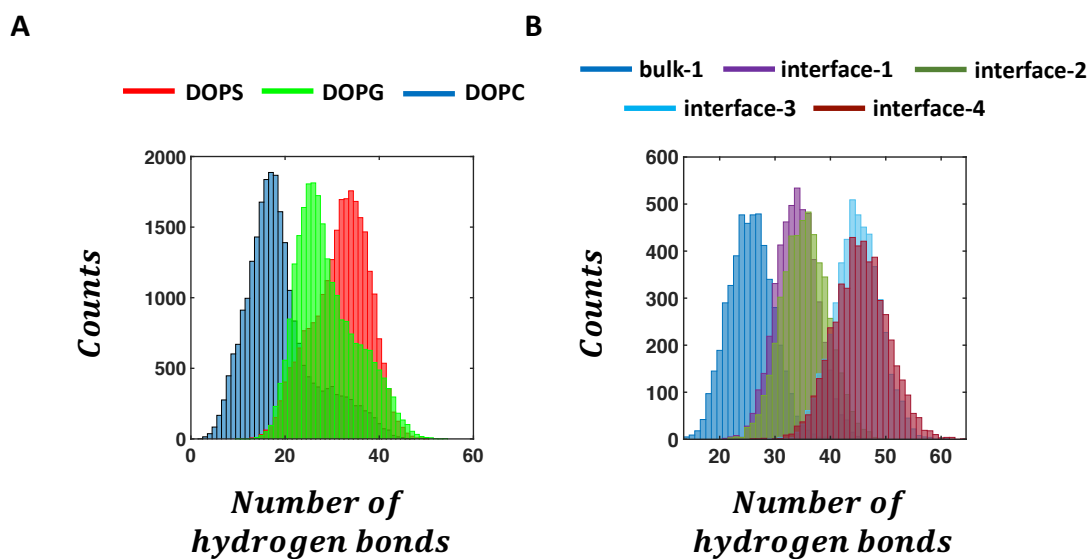 A
B
DOPS DOPG DOPC
bulk-1 interface-1 interface-2
interface-3 interface-4
2000
1500
1000
500
0
0 20 40 60
Counts
Number of
hydrogen bonds
600
500
400
300
200
100
0
20 30 40 50 60
Counts
Number of
hydrogen bonds